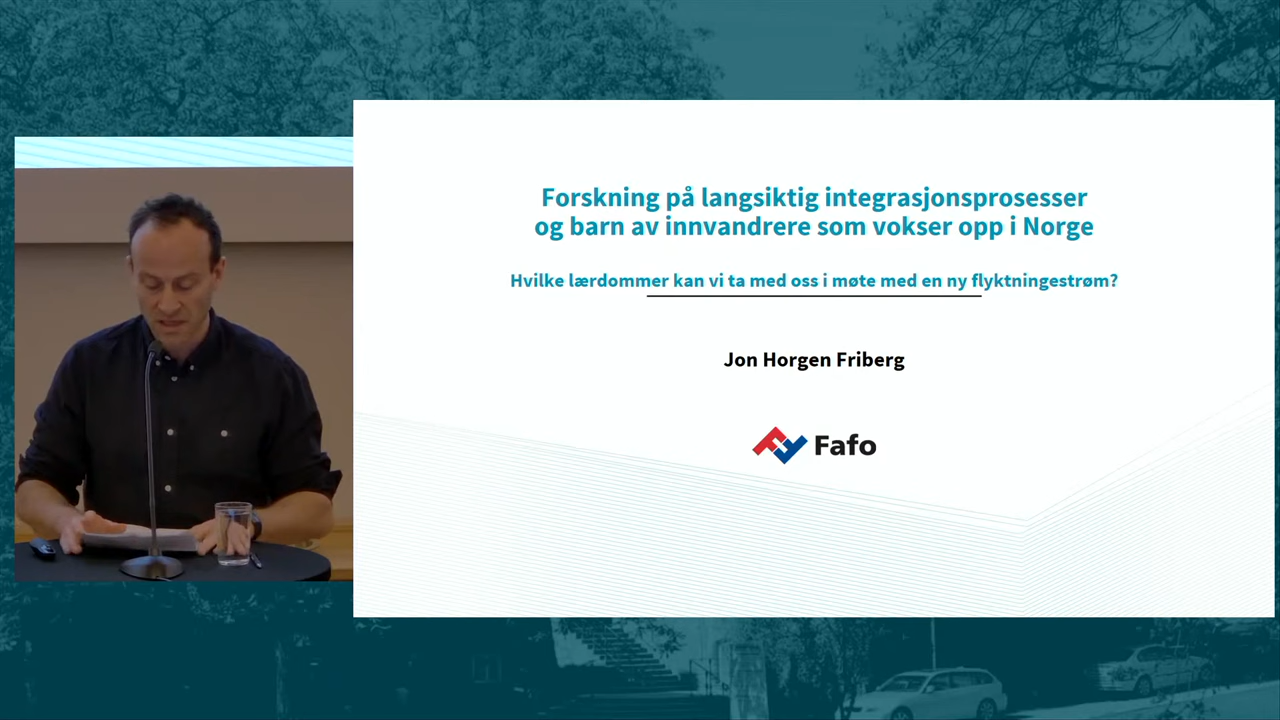 Forskning på langsiktig integrasjonsprosesser
og barn av innvandrere som vokser opp i Norge
Hvilke lærdommer kan vi ta med oss i møte med en ny flyktningestrøm?
Jon Horgen Friberg
Fafo